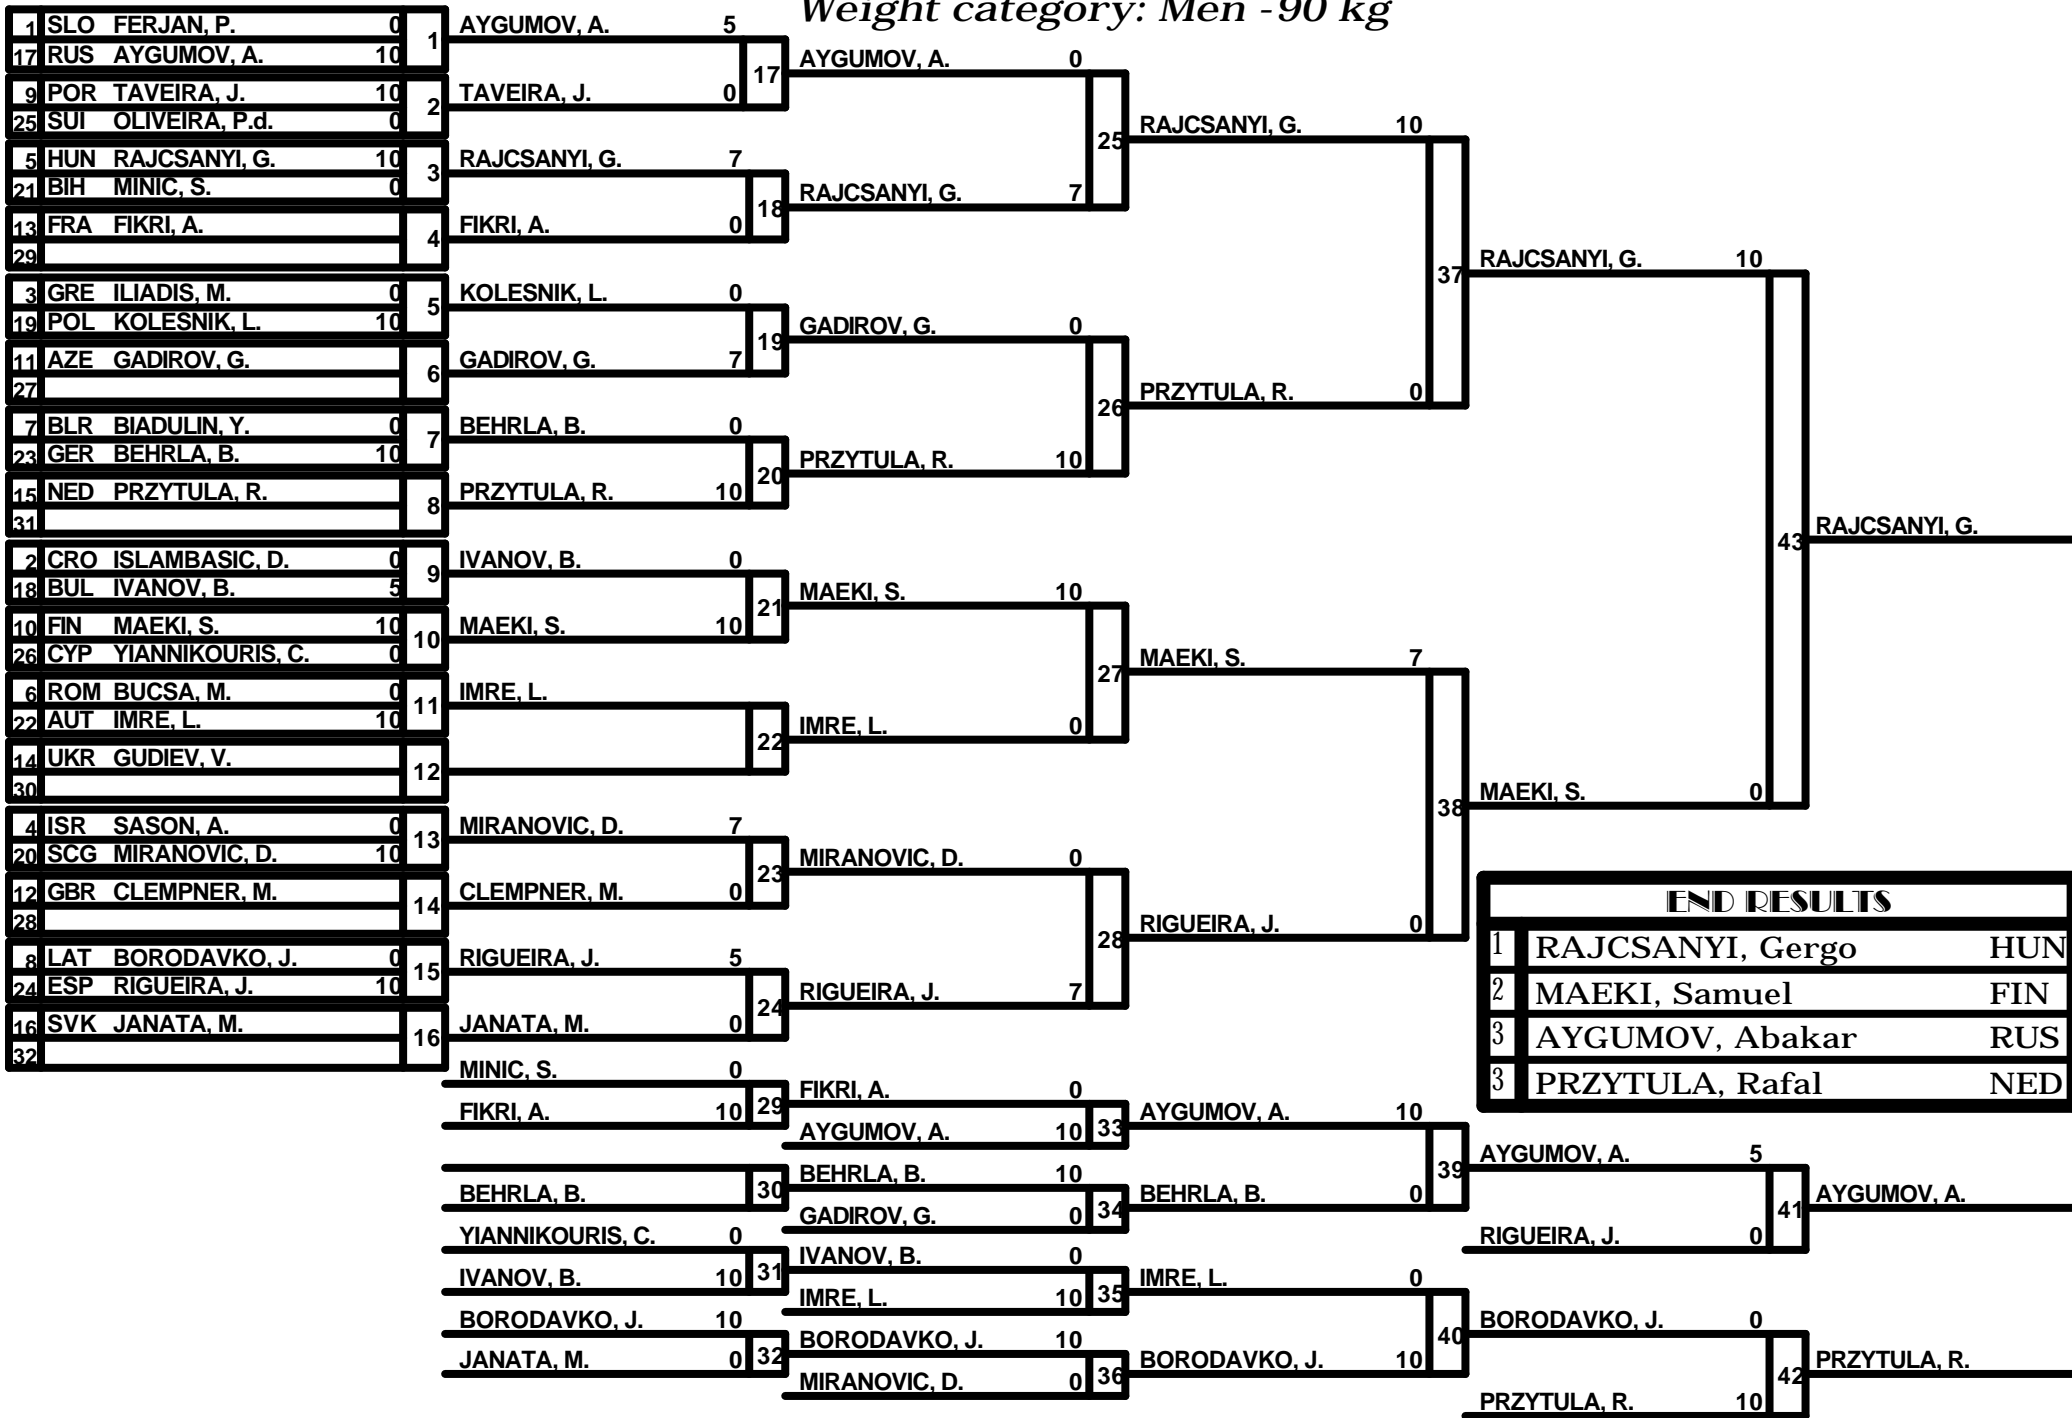 Weight category: Men -90 kg
1 SLO FERJAN, P. 0
17 RUS AYGUMOV, A. 10
1
9 POR TAVEIRA, J. 10
25 SUI OLIVEIRA, P.d. 0
2
5 HUN RAJCSANYI, G. 10
21 BIH MINIC, S. 0
3
13 FRA FIKRI, A.
29
4
3 GRE ILIADIS, M. 0
19 POL KOLESNIK, L. 10
5
11 AZE GADIROV, G.
27
6
7 BLR BIADULIN, Y. 0
23 GER BEHRLA, B. 10
7
15 NED PRZYTULA, R.
31
8
2 CRO ISLAMBASIC, D. 0
18 BUL IVANOV, B. 5
9
10 FIN MAEKI, S. 10
26 CYP YIANNIKOURIS, C. 0
10
6 ROM BUCSA, M. 0
22 AUT IMRE, L. 10
11
14 UKR GUDIEV, V.
30
12
4 ISR SASON, A. 0
20 SCG MIRANOVIC, D. 10
13
12 GBR CLEMPNER, M.
28
14
8 LAT BORODAVKO, J. 0
24 ESP RIGUEIRA, J. 10
15
16 SVK JANATA, M.
32
16
AYGUMOV, A. 5
TAVEIRA, J. 0
17
RAJCSANYI, G. 7
FIKRI, A. 0
18
KOLESNIK, L. 0
GADIROV, G. 7
19
BEHRLA, B. 0
PRZYTULA, R. 10
20
IVANOV, B. 0
MAEKI, S. 10
21
IMRE, L.
22
MIRANOVIC, D. 7
CLEMPNER, M. 0
23
RIGUEIRA, J. 5
JANATA, M. 0
24
MINIC, S. 0
FIKRI, A. 10
29
BEHRLA, B.
30
YIANNIKOURIS, C. 0
IVANOV, B. 10
31
BORODAVKO, J. 10
JANATA, M. 0
32
AYGUMOV, A. 0
RAJCSANYI, G. 7
25
GADIROV, G. 0
PRZYTULA, R. 10
26
MAEKI, S. 10
IMRE, L. 0
27
MIRANOVIC, D. 0
RIGUEIRA, J. 7
28
FIKRI, A. 0
AYGUMOV, A. 10
33
BEHRLA, B. 10
GADIROV, G. 0
34
IVANOV, B. 0
IMRE, L. 10
35
BORODAVKO, J. 10
MIRANOVIC, D. 0
36
RAJCSANYI, G. 10
PRZYTULA, R. 0
37
MAEKI, S. 7
RIGUEIRA, J. 0
38
AYGUMOV, A. 10
BEHRLA, B. 0
39
IMRE, L. 0
BORODAVKO, J. 10
40
RAJCSANYI, G. 10
MAEKI, S. 0
43
RAJCSANYI, G.
END RESULTS
1 RAJCSANYI, Gergo HUN
2 MAEKI, Samuel FIN
3 AYGUMOV, Abakar RUS
3 PRZYTULA, Rafal NED
AYGUMOV, A. 5
RIGUEIRA, J. 0
41
AYGUMOV, A.
BORODAVKO, J. 0
PRZYTULA, R. 10
42
PRZYTULA, R.